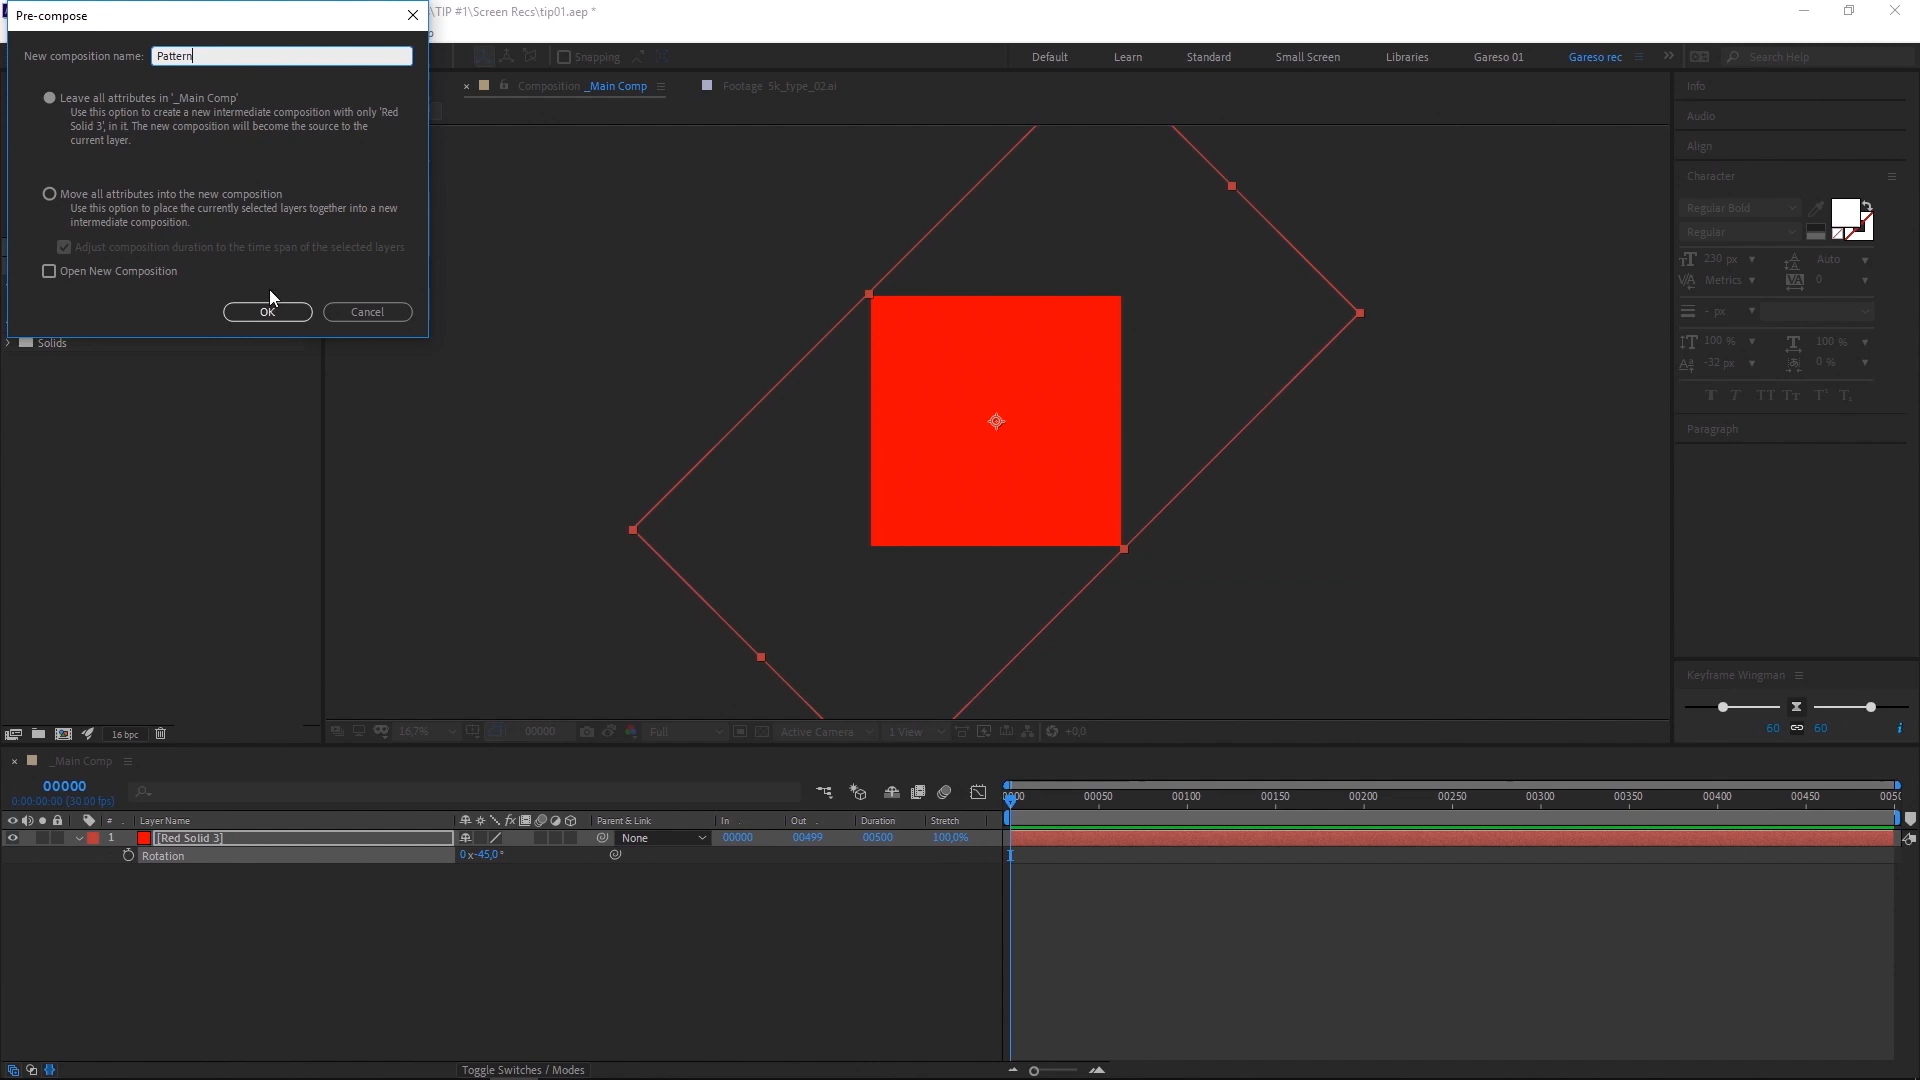 Pre-compose
\TIP #1\Screen Recs\tip01.aep *
New composition name: Pattern
Snapping
Default
Learn
Standard
Small Screen
Libraries
Gareso 01
Gareso rec
Search Help
Composition _Main Comp
Footage 5k_type_02.ai
Leave all attributes in '_Main Comp'
Use this option to create a new intermediate composition with only 'Red
Solid 3', in it. The new composition will become the source to the
current layer.
Move all attributes into the new composition
Use this option to place the currently selected layers together into a new
intermediate composition.
Adjust composition duration to the time span of the selected layers
Open New Composition
OK
Cancel
Solids
Info
Audio
Align
Character
Regular Bold
Regular
230 px
Auto
Metrics
0
- px
100 %
100 %
-32 px
0 %
Paragraph
Keyframe Wingman
60
60
16 bpc
16,7%
00000
Full
Active Camera
1 View
+0,0
_Main Comp
00000
0:00:00:00 (30.00 fps)
# Layer Name
Parent & Link
In
Out
Duration
Stretch
00050
00100
00150
00200
00250
00300
00350
00400
00450
1 [Red Solid 3]
None
00000
00499
00500
100,0%
Rotation
0x-45,0°
Toggle Switches / Modes